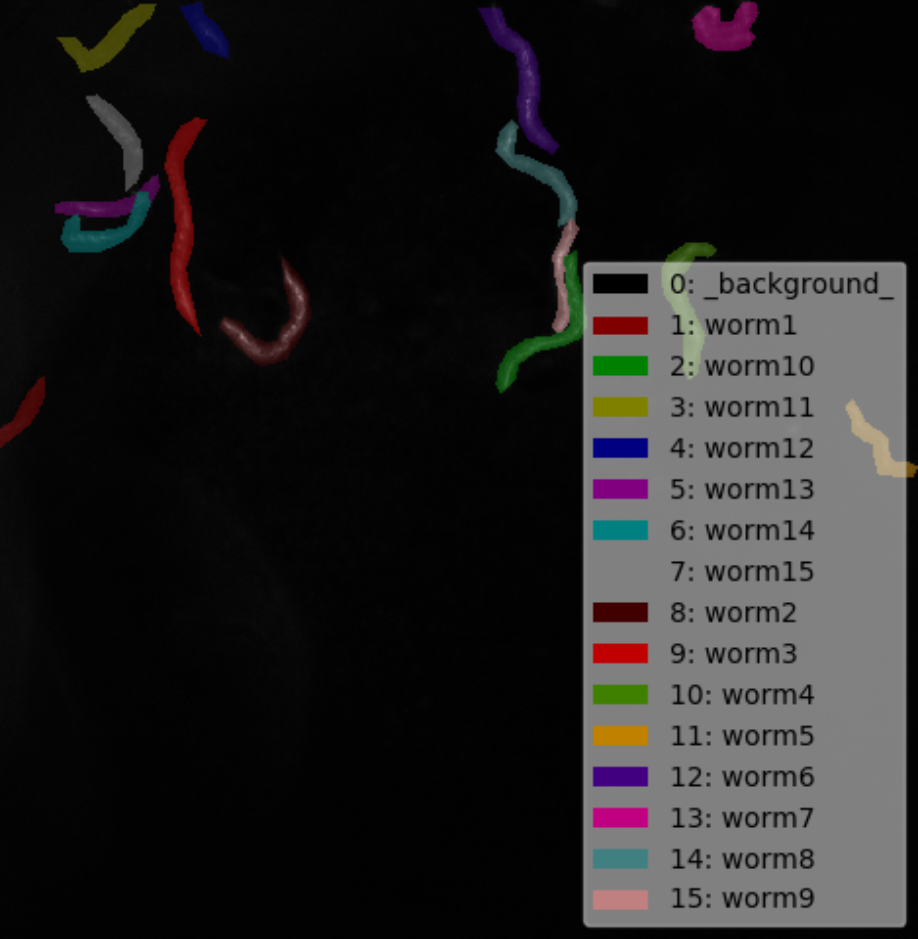 0: _background_
1: worm1
2: worm10
3: worm11
4: worm12
5: worm13
6: worm14
7: worm15
8: worm2
9: worm3
10: worm4
11: worm5
12: worm6
13: worm7
14: worm8
15: worm9